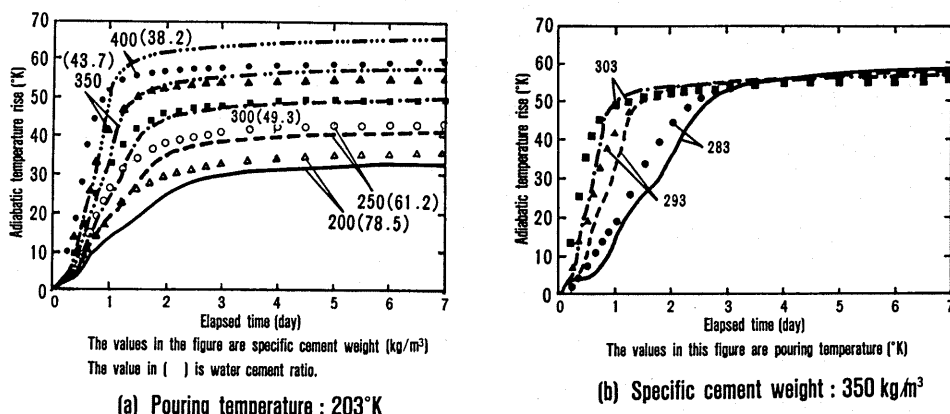 Adiabatic temperature rise (°K)
70
60
50
40
30
20
10
0
400(38.2)
(43.7)
350
300(49.3)
250(61.2)
200(78.5)
0 1 2 3 4 5 6 7
Elapsed time (day)
The values in the figure are specific cement weight (kg/m³)
The value in ( ) is water cement ratio.
(a) Pouring temperature : 203°K
Adiabatic temperature rise (°K)
70
60
50
40
30
20
10
0
303
283
293
0 1 2 3 4 5 6 7
Elapsed time (day)
The values in this figure are pouring temperature (°K)
(b) Specific cement weight : 350 kg/m³